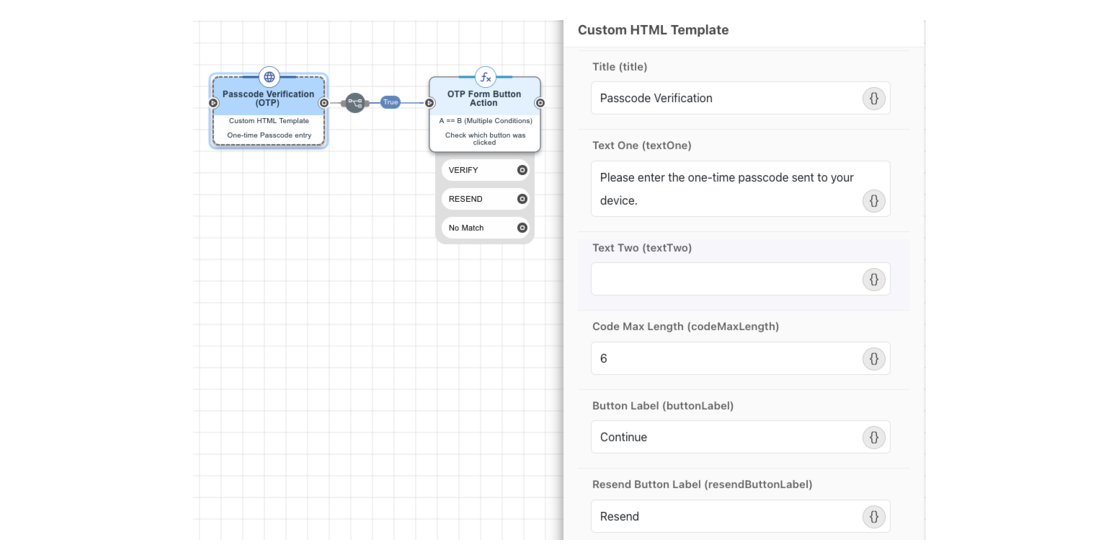 Custom HTML Template
Passcode Verification
(OTP)
Custom HTML Template
One-time Passcode entry
True
fx
OTP Form Button
Action
A == B (Multiple Conditions)
Check which button was
clicked
VERIFY
RESEND
No Match
Title (title)
Passcode Verification
{}
Text One (textOne)
Please enter the one-time passcode sent to your
device.
{}
Text Two (textTwo)
{}
Code Max Length (codeMaxLength)
6
{}
Button Label (buttonLabel)
Continue
{}
Resend Button Label (resendButtonLabel)
Resend
{}